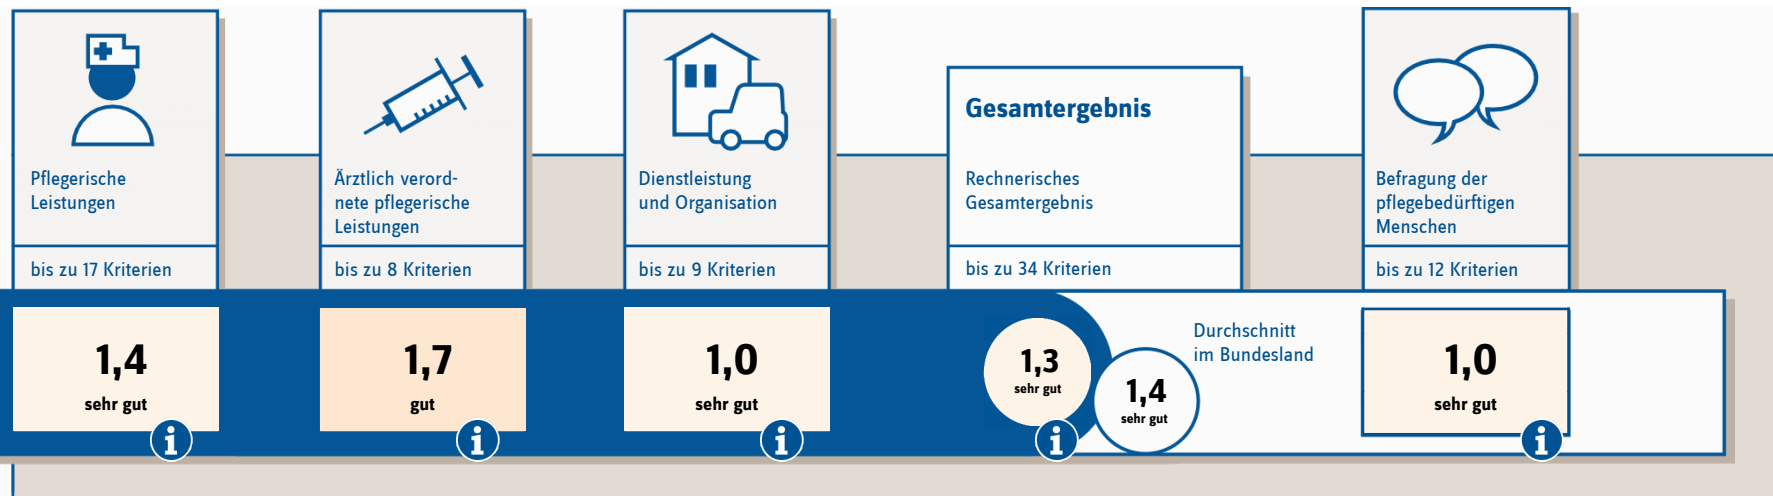 Pflegerische
Leistungen
bis zu 17 Kriterien
1,4
sehr gut
i
Ärztlich verord-
nete pflegerische
Leistungen
bis zu 8 Kriterien
1,7
gut
i
Dienstleistung
und Organisation
bis zu 9 Kriterien
1,0
sehr gut
i
Gesamtergebnis
Rechnerisches
Gesamtergebnis
bis zu 34 Kriterien
1,3
sehr gut
i
1,4
sehr gut
Durchschnitt
im Bundesland
Befragung der
pflegebedürftigen
Menschen
bis zu 12 Kriterien
1,0
sehr gut
i